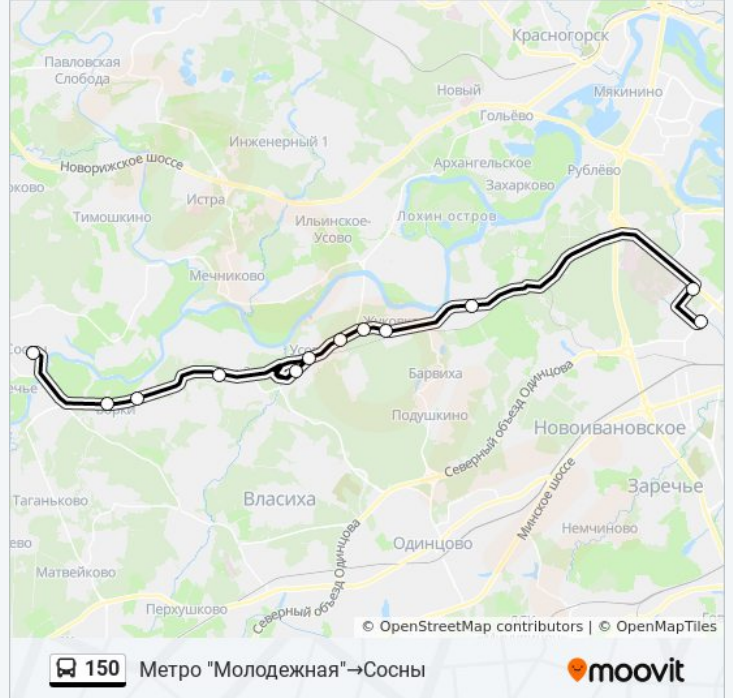 Красногорск
Павловская
Слобода
Новый
Мякинино
Гольёво
Инженерный 1
Новорижское шоссе
Архангельское
Рублёво
Захарково
Истра
Тимошкино
Ильинское-
Усово
Лохин остров
Мечниково
Барвиха
Подушкино
Северный объезд Одинцова
Новоивановское
Минское шоссе
Заречье
Власиха
Таганьково
Немчиново
Одинцово
Матвейково
Перхушково
Северный объезд Одинцова
© OpenStreetMap contributors | © OpenMapTiles
150 Метро "Молодежная"→Сосны
moovit